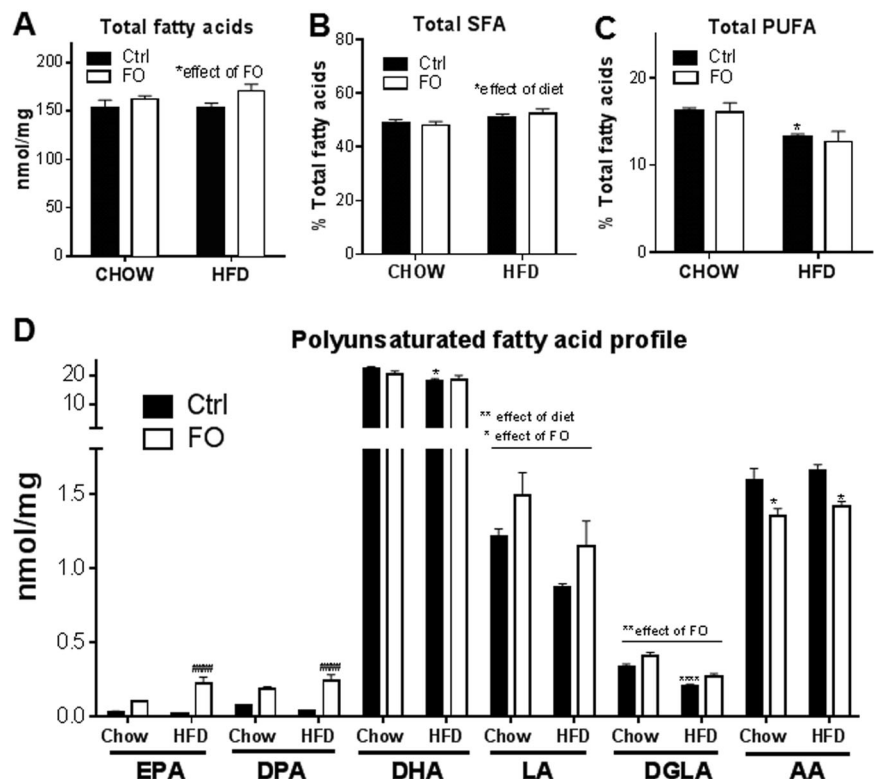 A
Total fatty acids
Ctrl
FO
*effect of FO
200
150
100
50
0
nmol/mg
CHOW
HFD
B
Total SFA
Ctrl
FO
*effect of diet
80
60
40
20
0
% Total fatty acids
CHOW
HFD
C
Total PUFA
Ctrl
FO
*
20
10
0
% Total fatty acids
CHOW
HFD
D
Polyunsaturated fatty acid profile
Ctrl
FO
20
10
1.5
1.0
0.5
0.0
nmol/mg
*
** effect of diet
* effect of FO
**effect of FO
****
*
*
Chow HFD Chow HFD Chow HFD Chow HFD Chow HFD Chow HFD
EPA DPA DHA LA DGLA AA